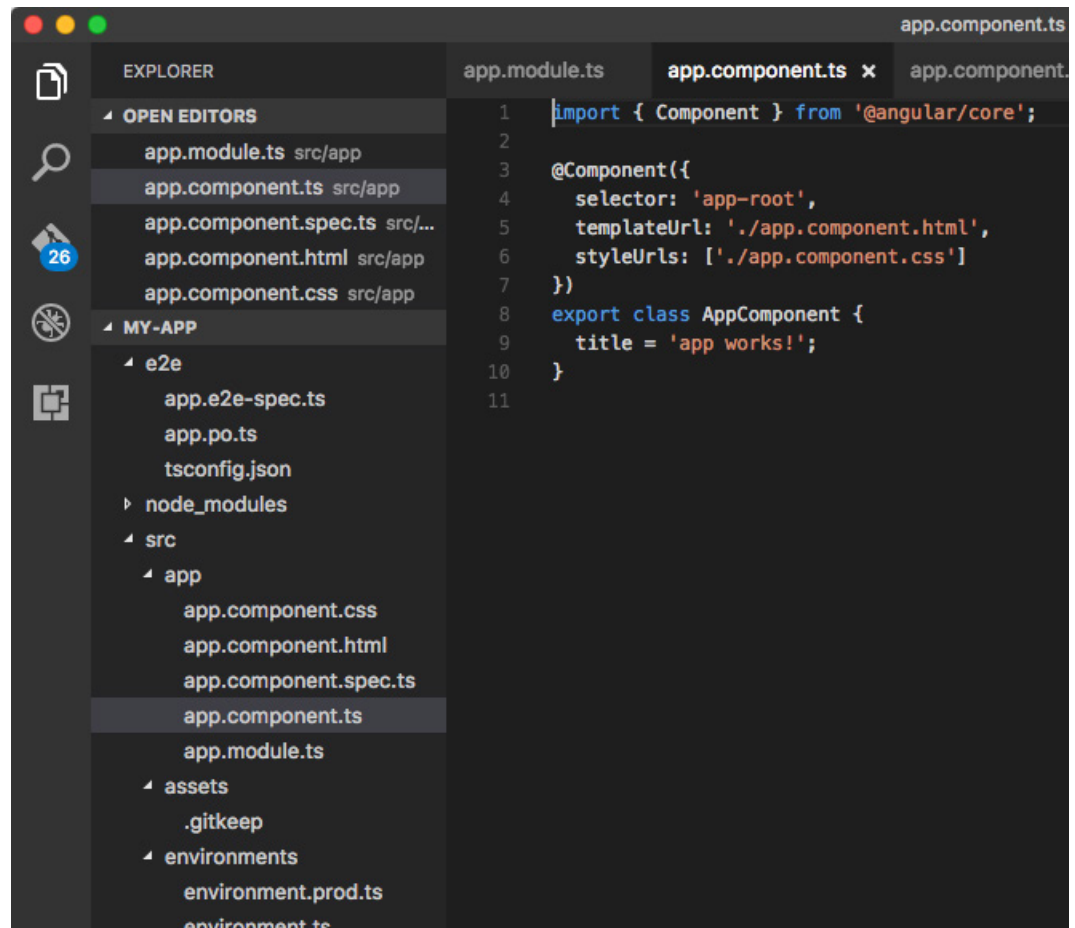 app.component.ts
EXPLORER
OPEN EDITORS
app.module.ts src/app
app.component.ts src/app
app.component.spec.ts src/...
app.component.html src/app
app.component.css src/app
26
MY-APP
e2e
app.e2e-spec.ts
app.po.ts
tsconfig.json
node_modules
src
app
app.component.css
app.component.html
app.component.spec.ts
app.component.ts
app.module.ts
assets
.gitkeep
environments
environment.prod.ts
environment.ts
app.module.ts app.component.ts × app.component.
1 import { Component } from '@angular/core';
2
3 @Component({
4 selector: 'app-root',
5 templateUrl: './app.component.html',
6 styleUrls: ['./app.component.css']
7 })
8 export class AppComponent {
9 title = 'app works!';
10 }
11